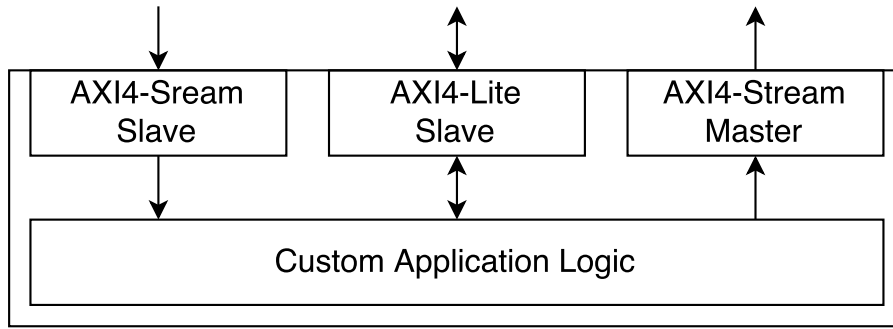 AXI4-Sream
Slave
AXI4-Lite
Slave
AXI4-Stream
Master
Custom Application Logic